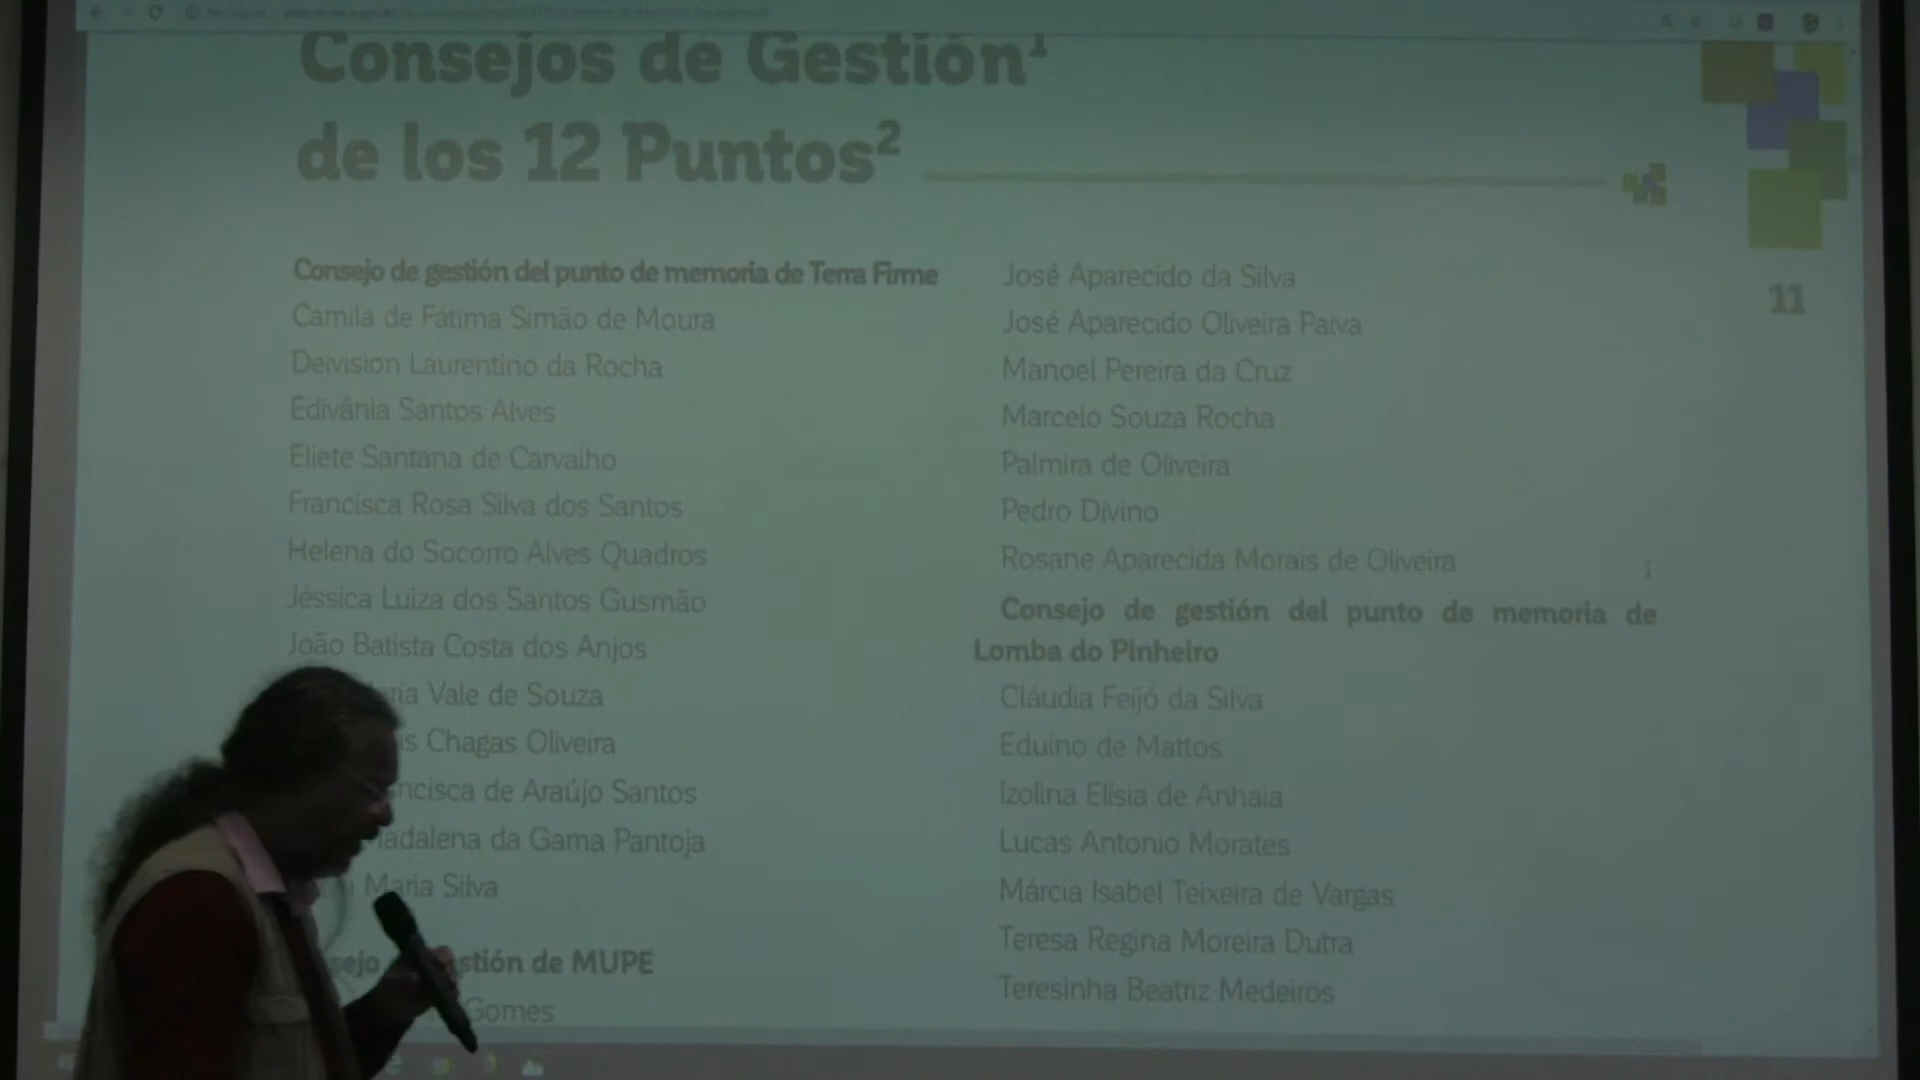 Consejos de Gestión¹
de los 12 Puntos²
11
Consejo de gestión del punto de memoria de Terra Firme
Camila de Fátima Simão de Moura
Deivision Laurentino da Rocha
Edivânia Santos Alves
Eliete Santana de Carvalho
Francisca Rosa Silva dos Santos
Helena do Socorro Alves Quadros
Jéssica Luiza dos Santos Gusmão
João Batista Costa dos Anjos
Vale de Souza
Chagas Oliveira
de Araújo Santos
da Gama Pantoja
Maria Silva
de MUPE
Gomes
José Aparecido da Silva
José Aparecido Oliveira Paiva
Manoel Pereira da Cruz
Marcelo Souza Rocha
Palmira de Oliveira
Pedro Divino
Rosane Aparecida Morais de Oliveira
Consejo de gestión del punto de memoria de
Lomba do Pinheiro
Cláudia Feijó da Silva
Eduino de Mattos
Izolina Elísia de Anhaia
Lucas Antonio Morates
Márcia Isabel Teixeira de Vargas
Teresa Regina Moreira Dutra
Teresinha Beatriz Medeiros